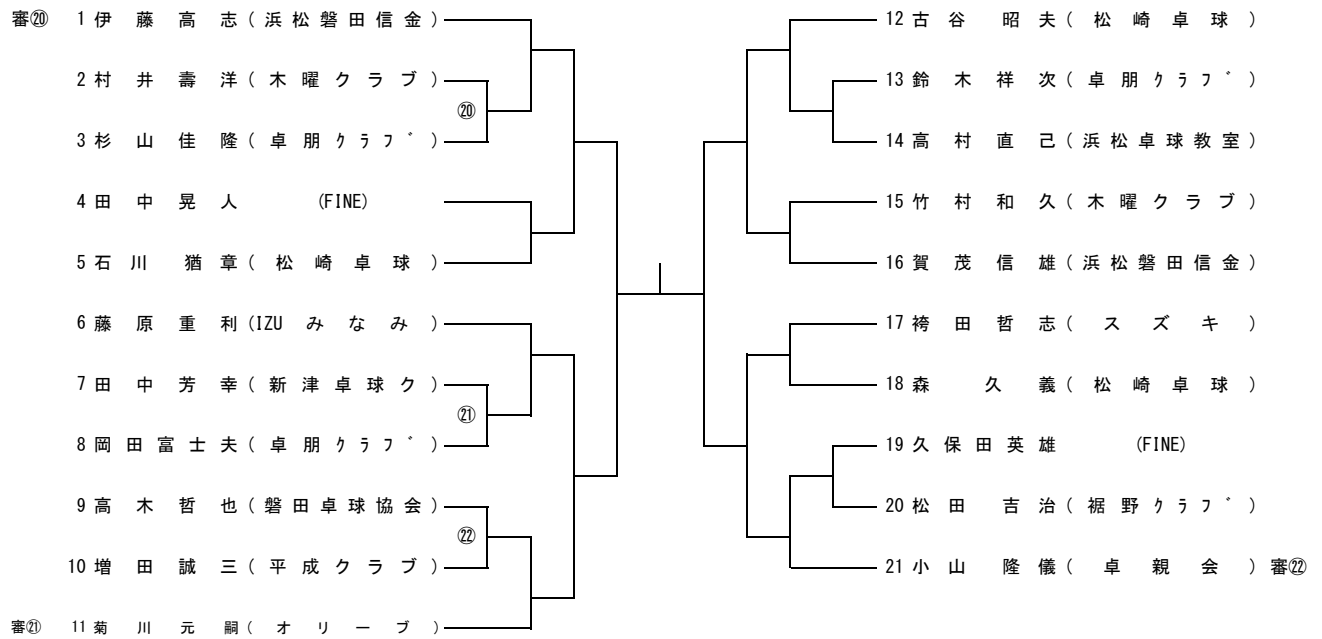 審⑳ 1 伊藤高志(浜松磐田信金) 12 古谷昭夫(松崎卓球)
2 村井壽洋(木曜クラブ) 13 鈴木祥次(卓朋ｸﾗﾌﾞ)
⑳
3 杉山佳隆(卓朋ｸﾗﾌﾞ) 14 高村直己(浜松卓球教室)
4 田中晃人 (FINE) 15 竹村和久(木曜クラブ)
5 石川猶章(松崎卓球) 16 賀茂信雄(浜松磐田信金)
6 藤原重利(IZUみなみ) 17 袴田哲志(スズキ)
7 田中芳幸(新津卓球ク) 18 森久義(松崎卓球)
㉑
8 岡田富士夫(卓朋ｸﾗﾌﾞ) 19 久保田英雄 (FINE)
9 高木哲也(磐田卓球協会) 20 松田吉治(裾野ｸﾗﾌﾞ)
㉒
10 増田誠三(平成クラブ) 21 小山隆儀(卓親会) 審㉒
審㉑ 11 菊川元嗣(オリーブ)